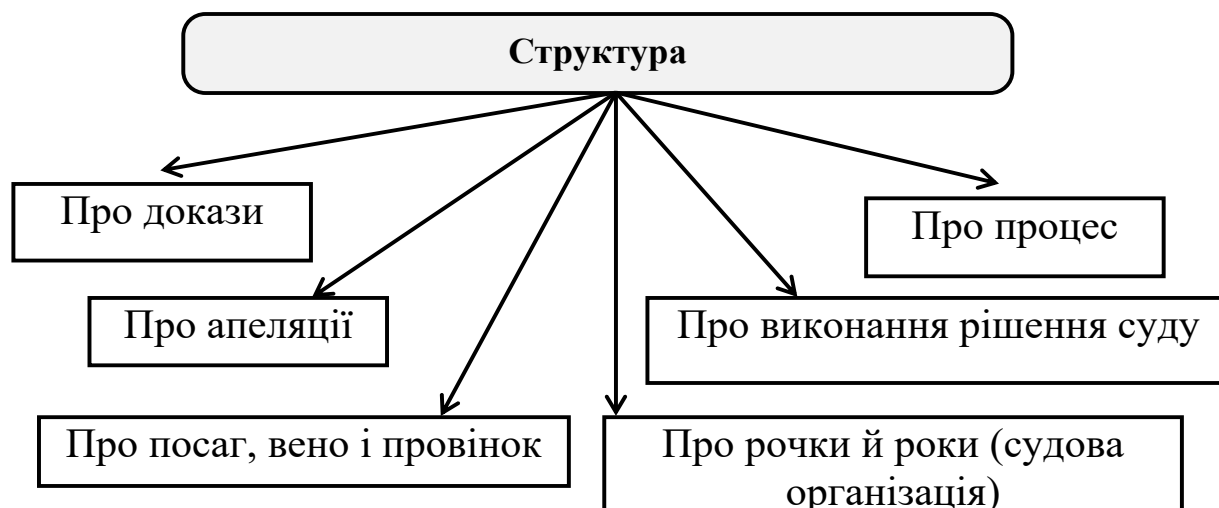 Структура
Про докази
Про процес
Про апеляції
Про виконання рішення суду
Про посаг, вено і провінок
Про рочки й роки (судова
організація)